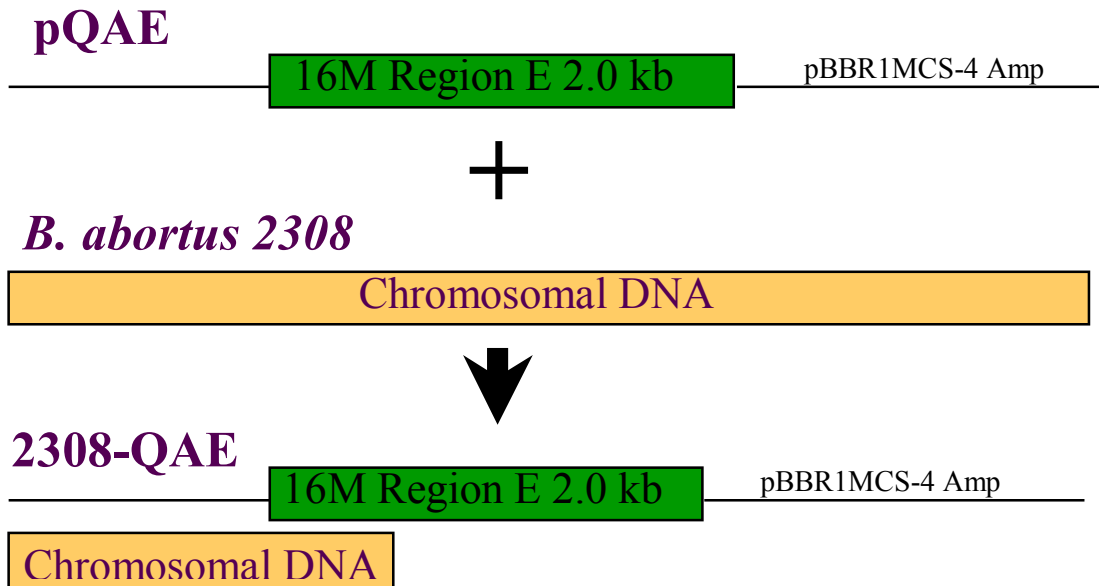 pQAE
16M Region E 2.0 kb
pBBR1MCS-4 Amp
+
B. abortus 2308
Chromosomal DNA
2308-QAE
16M Region E 2.0 kb
pBBR1MCS-4 Amp
Chromosomal DNA